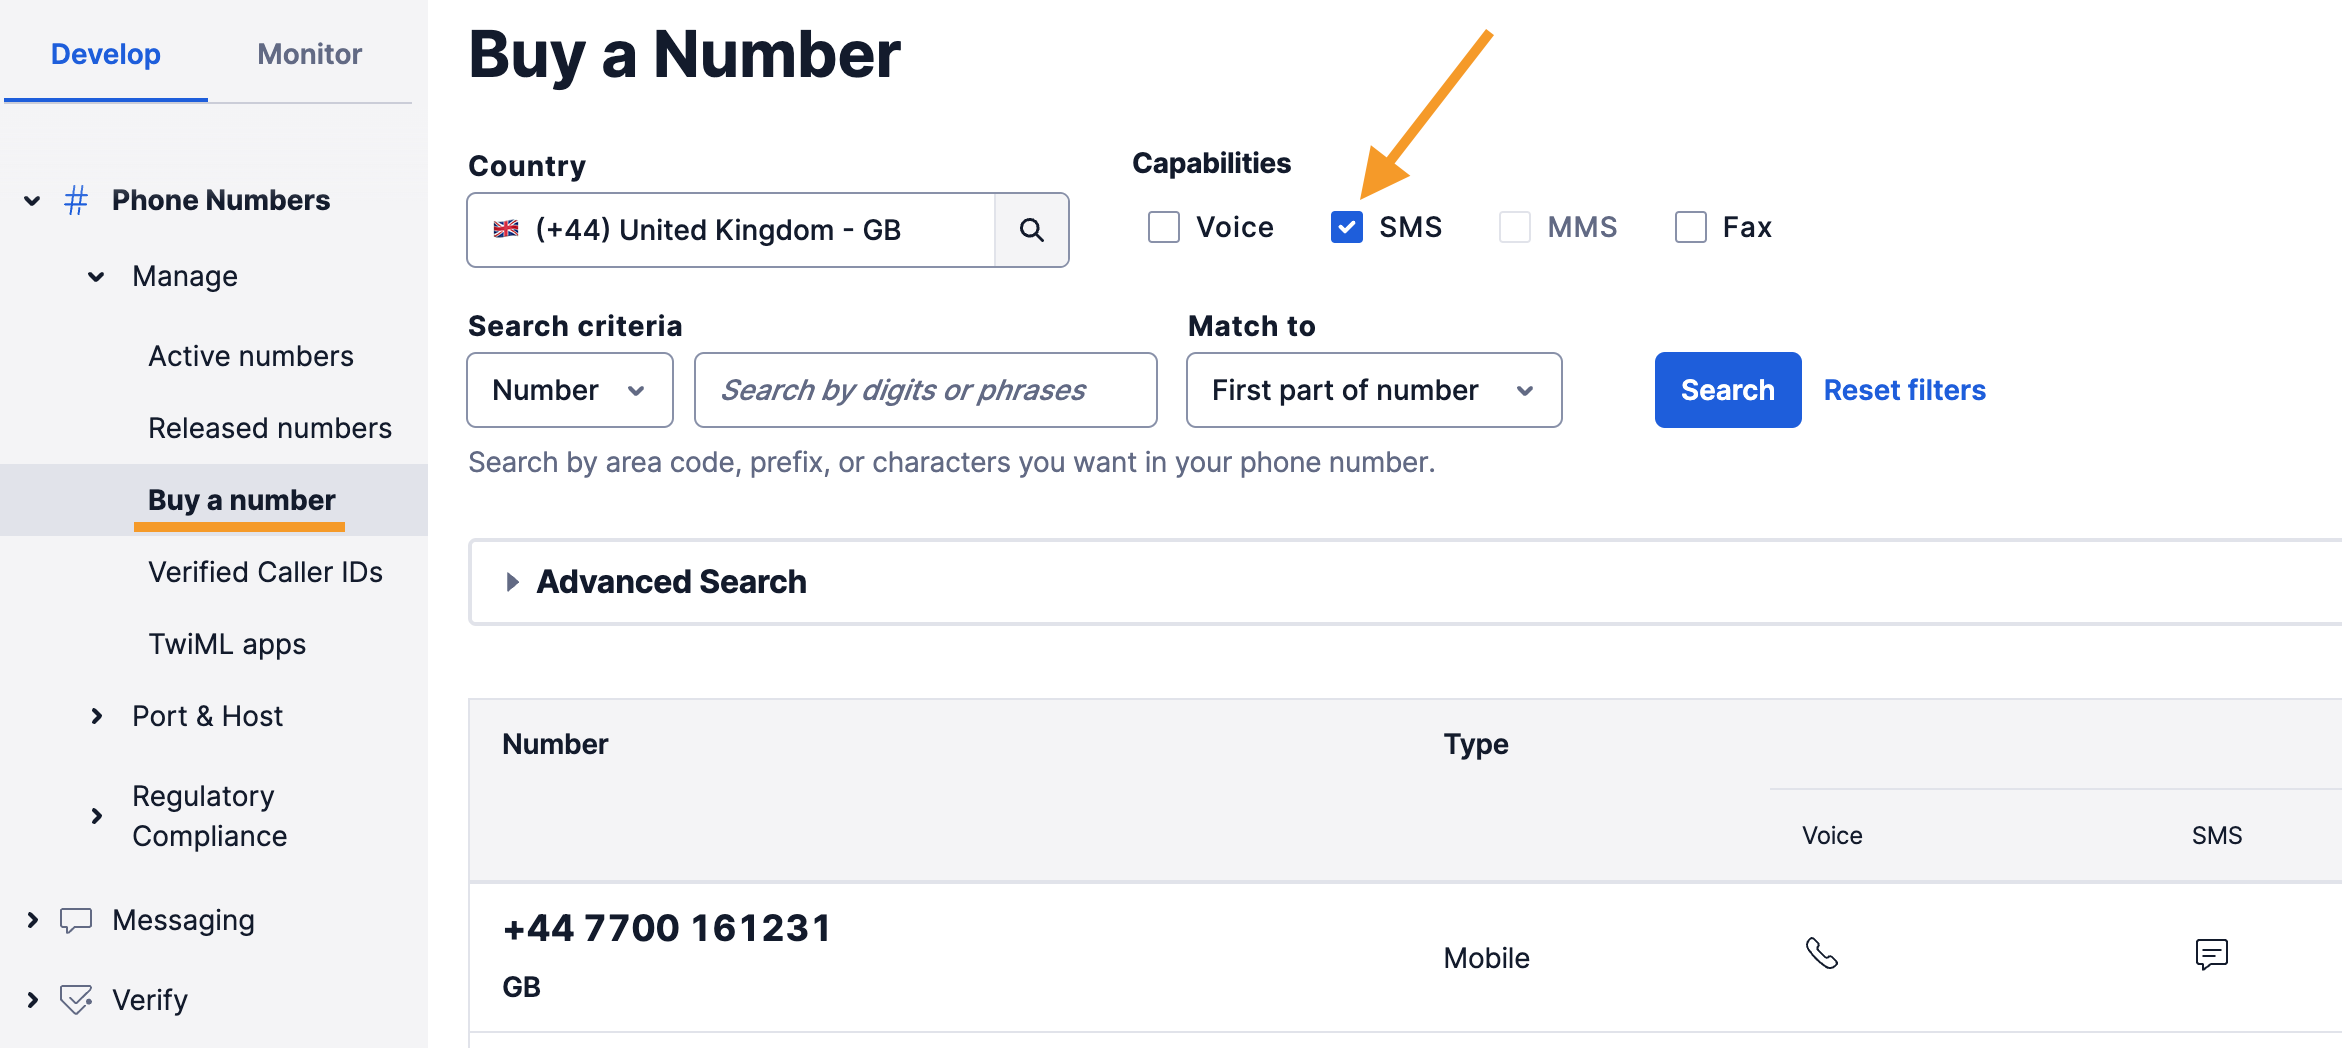 Develop
Monitor
Phone Numbers
Manage
Active numbers
Released numbers
Buy a number
Verified Caller IDs
TwiML apps
Port & Host
Regulatory
Compliance
Messaging
Verify
Buy a Number
Country
(+44) United Kingdom - GB
Capabilities
Voice
SMS
MMS
Fax
Search criteria
Number
Search by digits or phrases
Match to
First part of number
Search
Reset filters
Search by area code, prefix, or characters you want in your phone number.
Advanced Search
Number
Type
Voice
SMS
+44 7700 161231
GB
Mobile